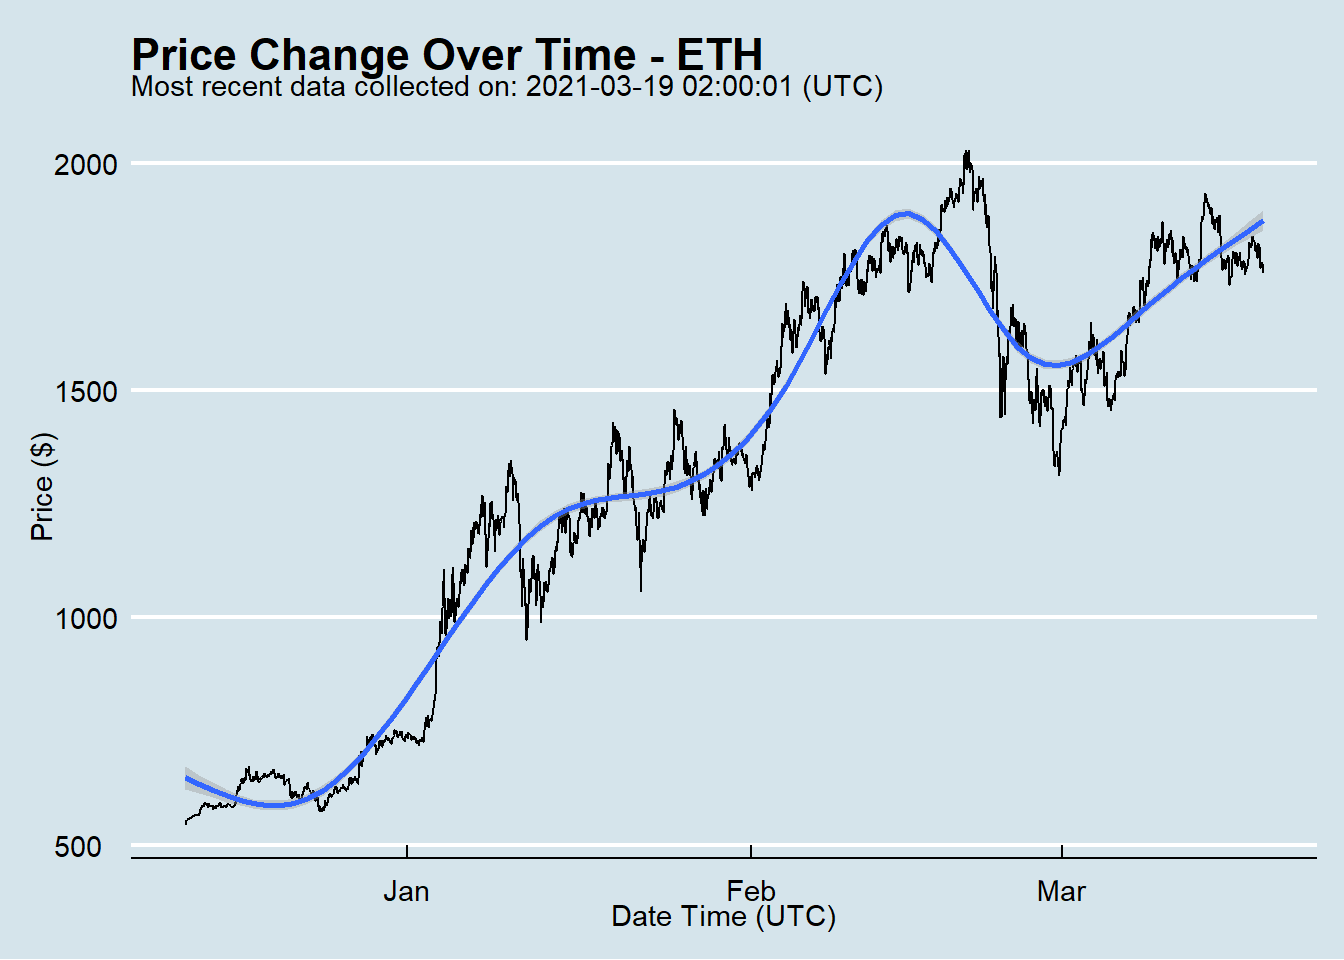 Price Change Over Time - ETH
Most recent data collected on: 2021-03-19 02:00:01 (UTC)
2000
1500
1000
500
Price ($)
Jan Feb Mar
Date Time (UTC)